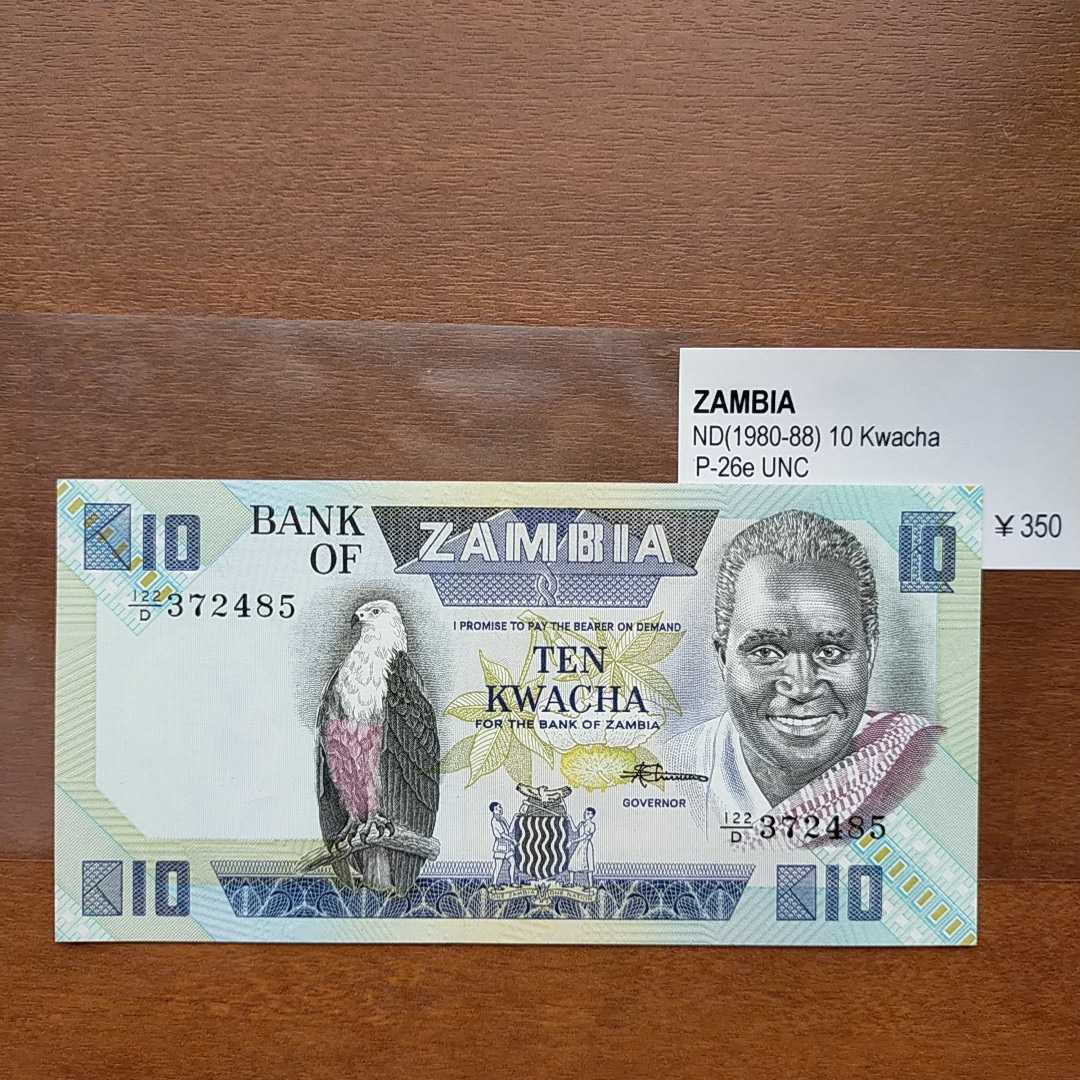 ZAMBIA
ND(1980-88) 10 Kwacha
P-26e UNC
¥350
10
BANK
OF
ZAMBIA
10
122/D 372485
I PROMISE TO PAY THE BEARER ON DEMAND
TEN
KWACHA
FOR THE BANK OF ZAMBIA
GOVERNOR
122/D 372485
10
10